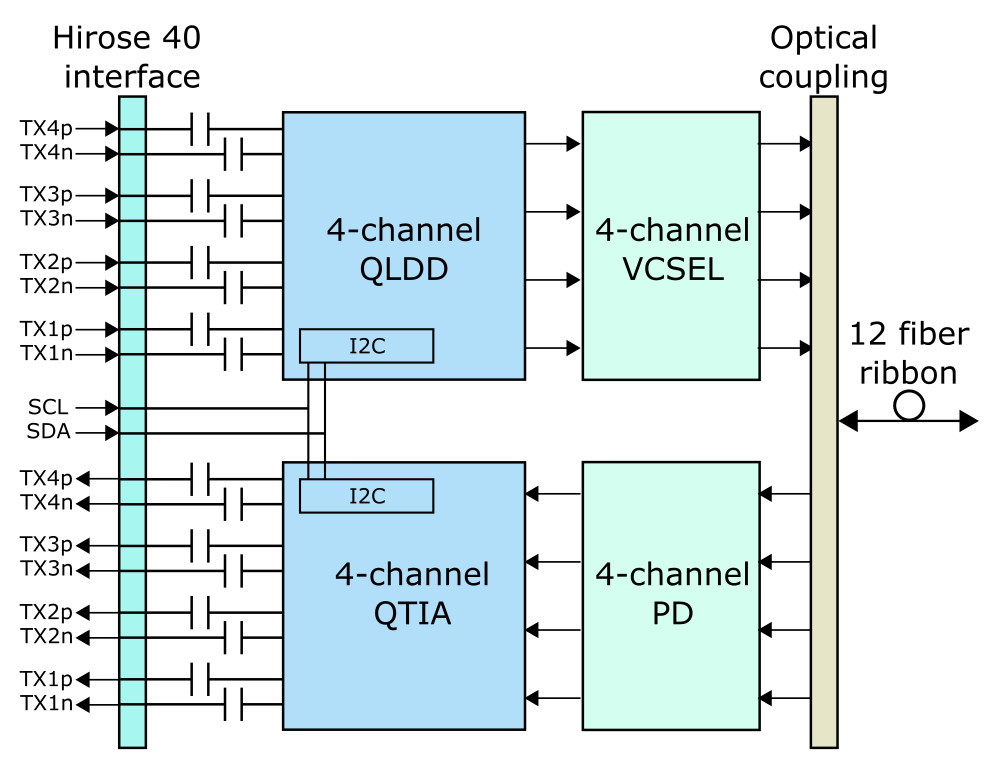 Hirose 40
interface
Optical
coupling
TX4p
TX4n
TX3p
TX3n
TX2p
TX2n
TX1p
TX1n
4-channel
QLDD
I2C
4-channel
VCSEL
12 fiber
ribbon
SCL
SDA
TX4p
TX4n
TX3p
TX3n
TX2p
TX2n
TX1p
TX1n
I2C
4-channel
QTIA
4-channel
PD